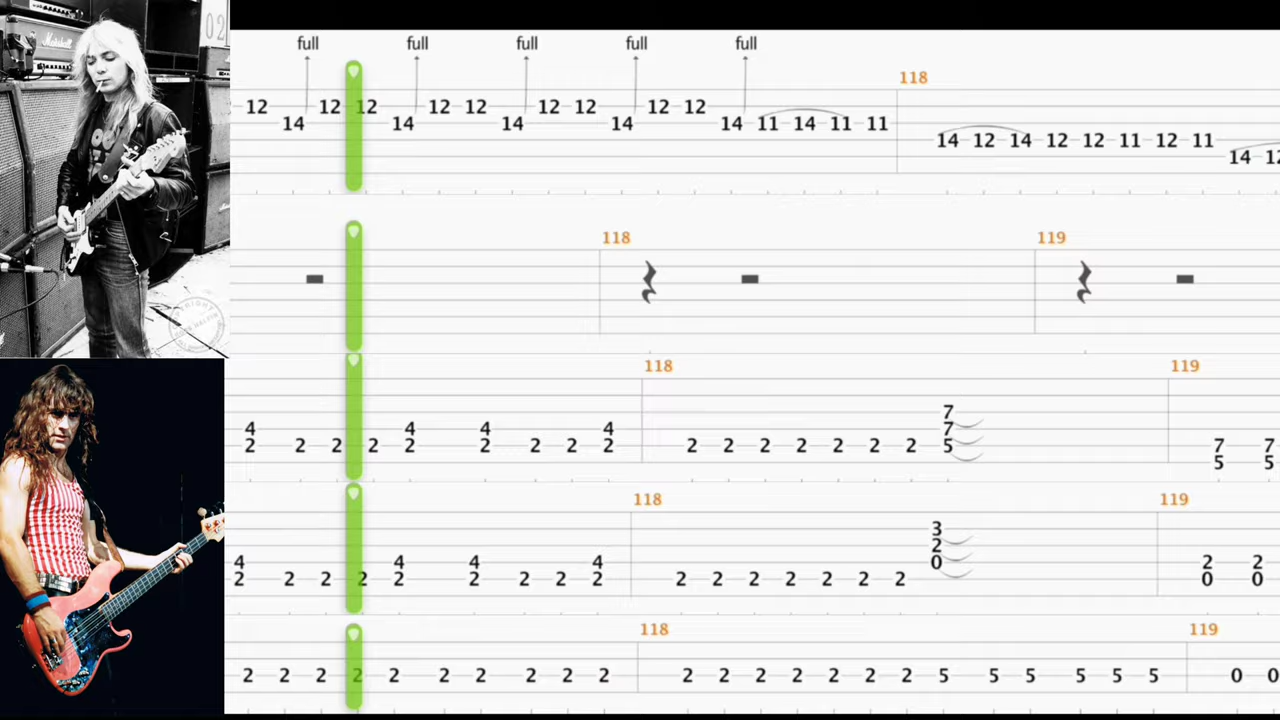 full full full full full
118
12 12 12 12 12 12 12 12 12
14 14 14 14 14 11 14 11 11
14 12 14 12 12 11 12 11
14 12
118 119
118 119
7
4 4 4 4 7
2 2 2 2 2 2 2 2 2 2 2 2 2 2 2 2 5 7 7
5 5
118 119
3
2
4 4 4 4 0 2 2
2 2 2 2 2 2 2 2 2 2 2 2 2 2 2 2 0 0
118 119
2 2 2 2 2 2 2 2 2 2 2 2 2 2 2 2 2 5 5 5 5 5 5 0 0
Marshall